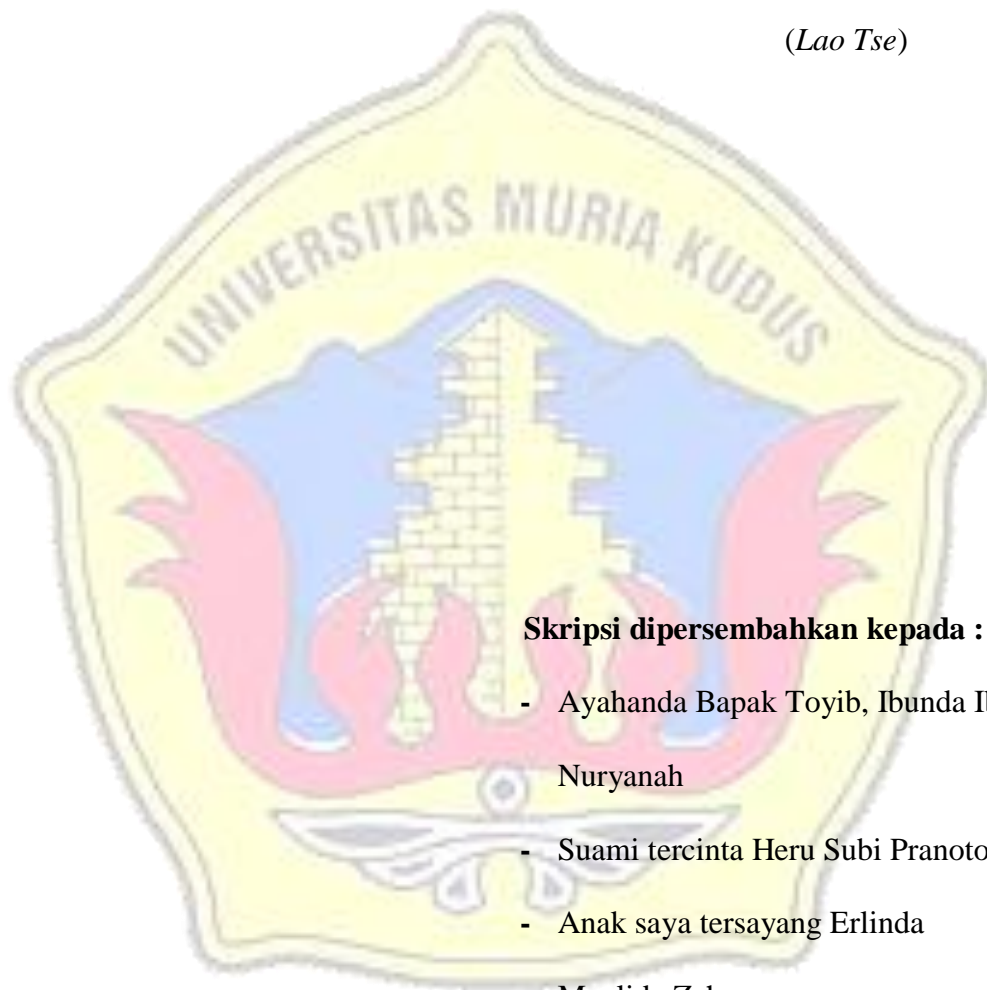 (Lao Tse)
UNIVERSITAS MURIA KUDUS
Skripsi dipersembahkan kepada :
- Ayahanda Bapak Toyib, Ibunda
Nuryanah
- Suami tercinta Heru Subi Pranoto
- Anak saya tersayang Erlinda